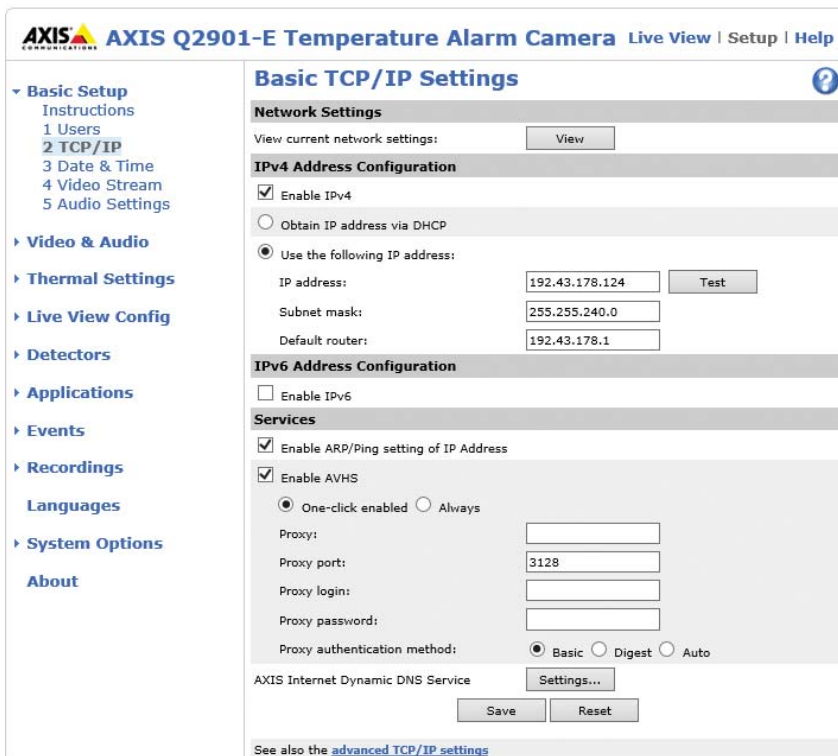 AXIS COMMUNICATIONS AXIS Q2901-E Temperature Alarm Camera Live View | Setup | Help
Basic Setup
Instructions
1 Users
2 TCP/IP
3 Date & Time
4 Video Stream
5 Audio Settings
Video & Audio
Thermal Settings
Live View Config
Detectors
Applications
Events
Recordings
Languages
System Options
About
Basic TCP/IP Settings ?
Network Settings
View current network settings: View
IPv4 Address Configuration
Enable IPv4
Obtain IP address via DHCP
Use the following IP address:
IP address: 192.43.178.124 Test
Subnet mask: 255.255.240.0
Default router: 192.43.178.1
IPv6 Address Configuration
Enable IPv6
Services
Enable ARP/Ping setting of IP Address
Enable AVHS
One-click enabled Always
Proxy:
Proxy port: 3128
Proxy login:
Proxy password:
Proxy authentication method: Basic Digest Auto
AXIS Internet Dynamic DNS Service Settings...
Save Reset
See also the advanced TCP/IP settings